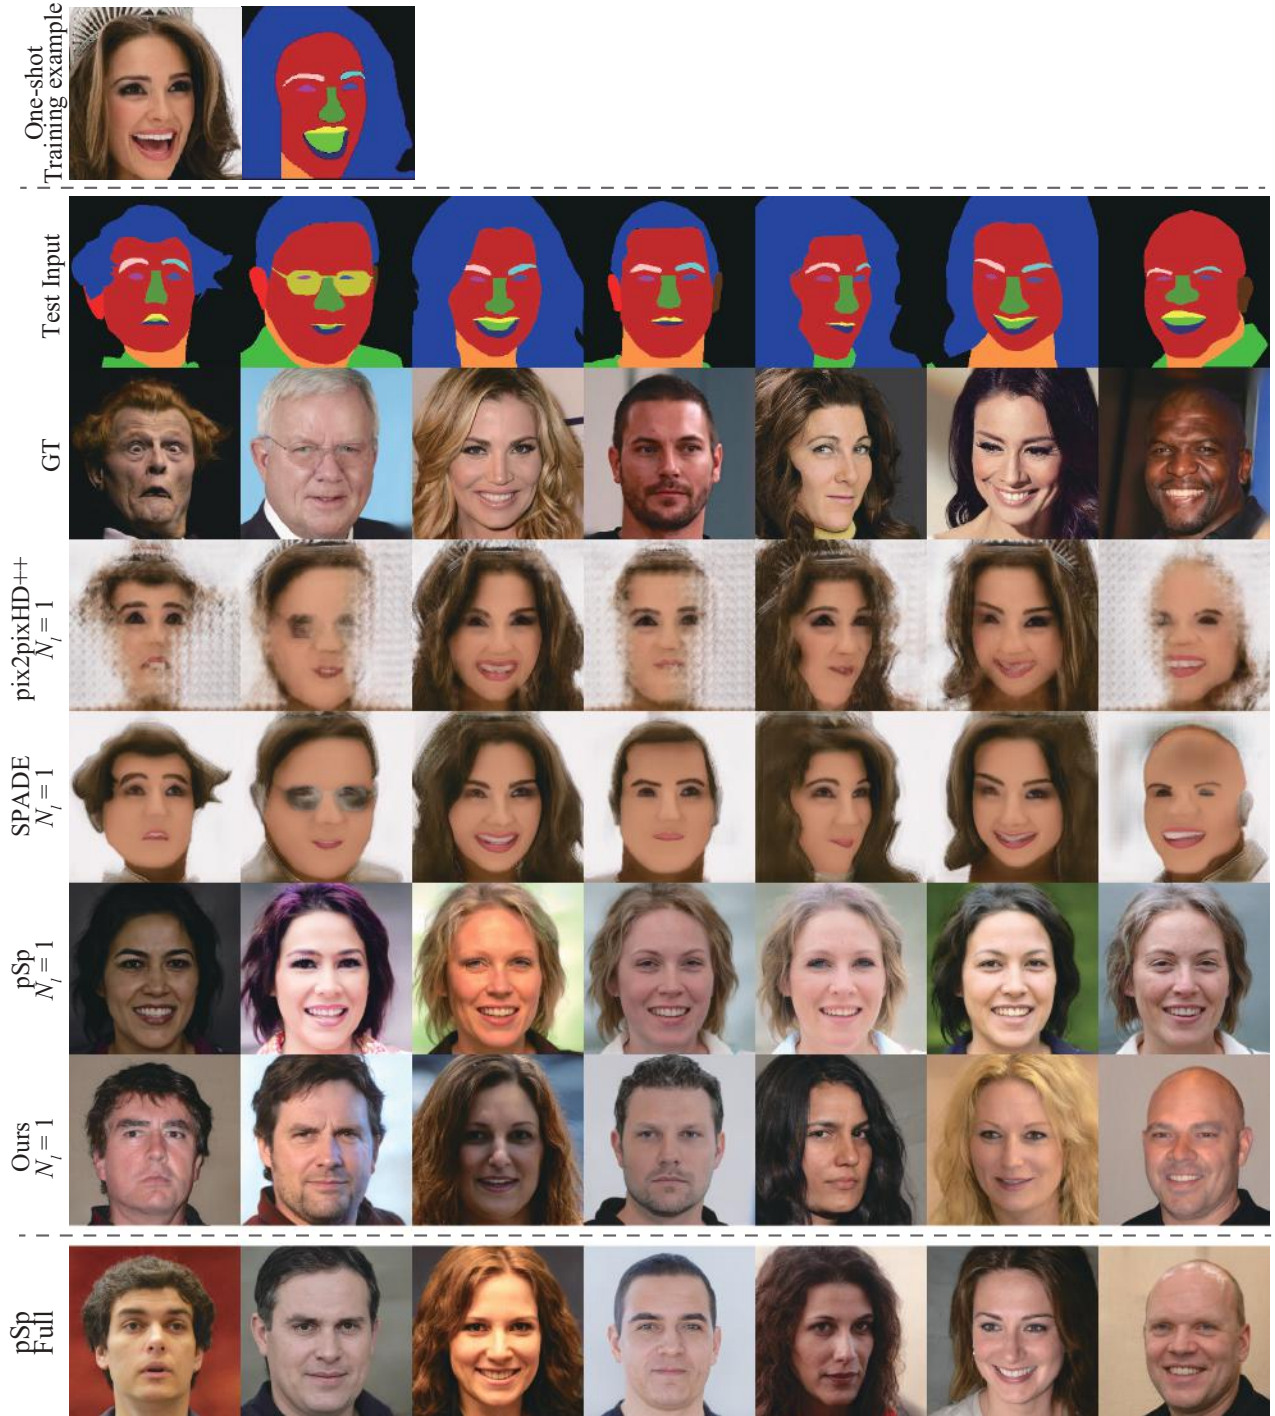 One-shot
Training example
Test Input
GT
pix2pixHD++
N_l = 1
SPADE
N_l = 1
pSp
N_l = 1
Ours
N_l = 1
pSp
Full